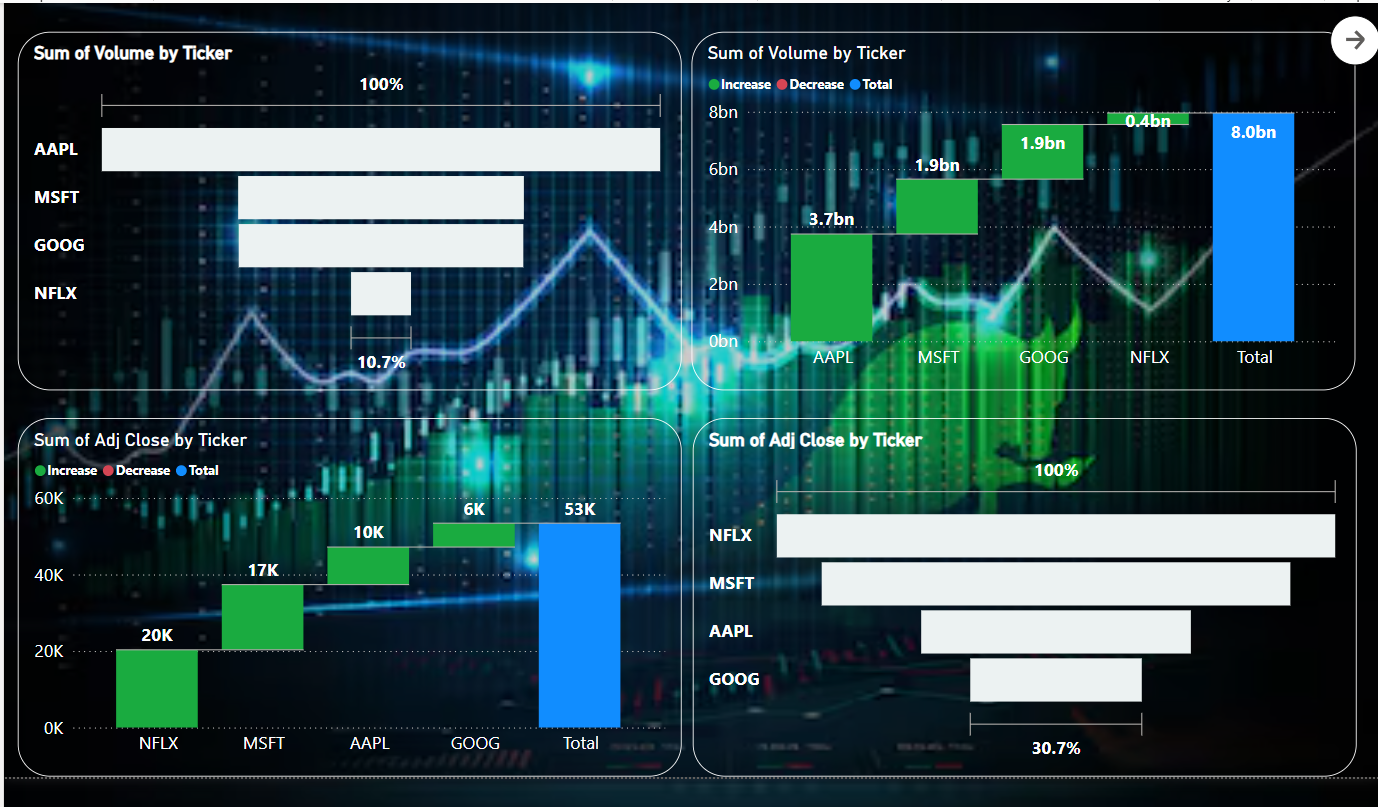 Sum of Volume by Ticker
100%
AAPL
MSFT
GOOG
NFLX
10.7%
Sum of Volume by Ticker
Increase Decrease Total
8bn
6bn
4bn
2bn
0bn
3.7bn
1.9bn
1.9bn
0.4bn
8.0bn
AAPL MSFT GOOG NFLX Total
Sum of Adj Close by Ticker
Increase Decrease Total
60K
40K
20K
0K
20K
17K
10K
6K
53K
NFLX MSFT AAPL GOOG Total
Sum of Adj Close by Ticker
100%
NFLX
MSFT
AAPL
GOOG
30.7%